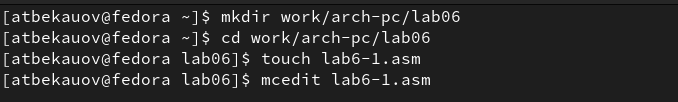 [atbekauov@fedora ~]$ mkdir work/arch-pc/lab06
[atbekauov@fedora ~]$ cd work/arch-pc/lab06
[atbekauov@fedora lab06]$ touch lab6-1.asm
[atbekauov@fedora lab06]$ mcedit lab6-1.asm